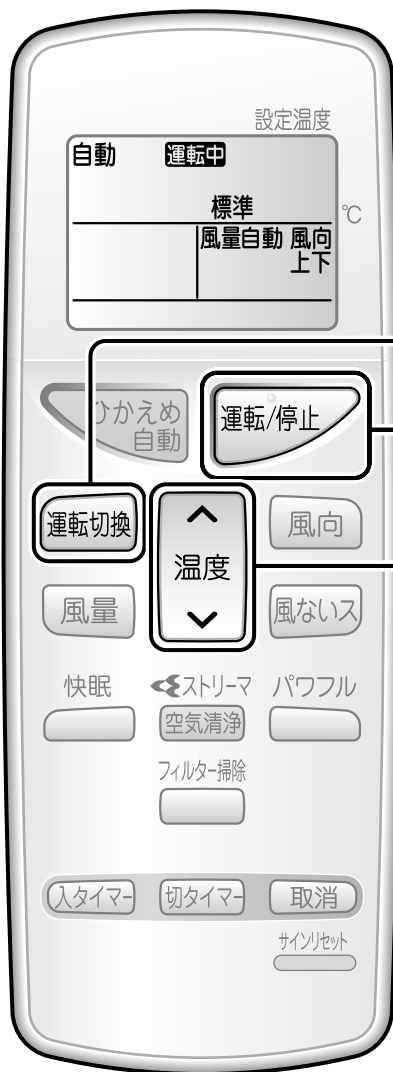 設定温度
自動 運転中
標準
℃
風量自動 風向
上下
ひかえめ
自動
運転/停止
運転切換
温度
風向
風量
風ないス
快眠
ストリーマ
パワフル
空気清浄
フィルター掃除
入タイマー
切タイマー
取消
サインリセット